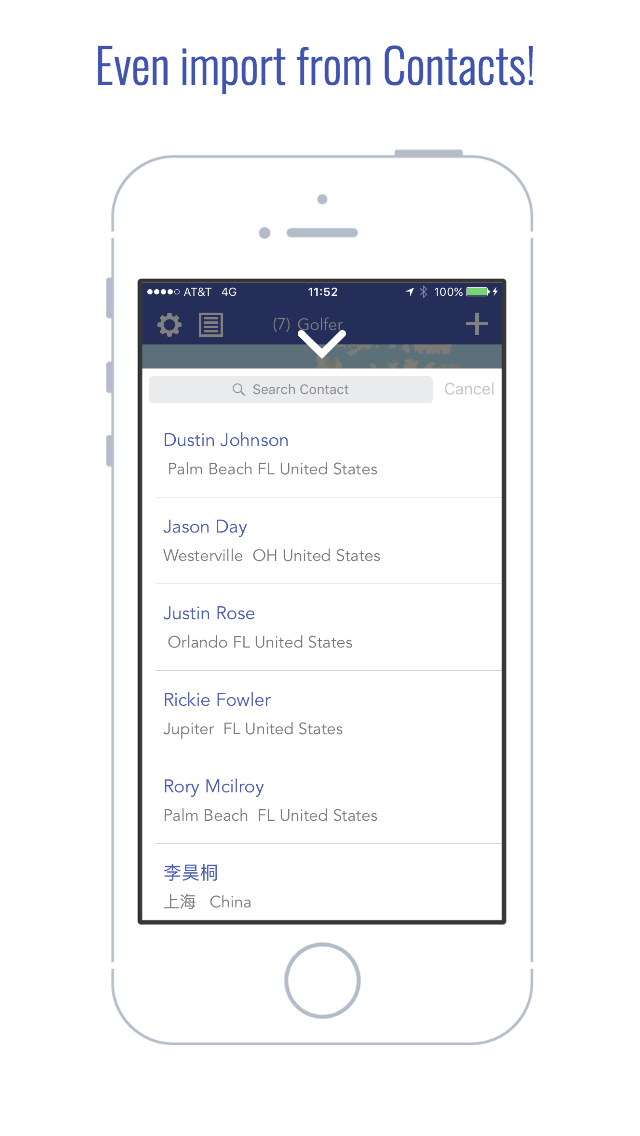 Even import from Contacts!
AT&T 4G 11:52 100%
(7) Golfer
Search Contact Cancel
Dustin Johnson
Palm Beach FL United States
Jason Day
Westerville OH United States
Justin Rose
Orlando FL United States
Rickie Fowler
Jupiter FL United States
Rory Mcilroy
Palm Beach FL United States
李昊桐
上海 China